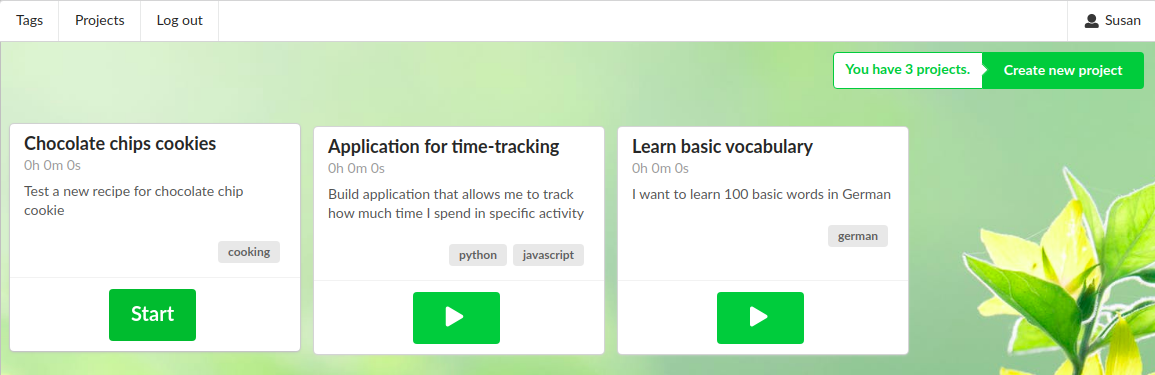 Tags
Projects
Log out
Susan
You have 3 projects.
Create new project
Chocolate chips cookies
0h 0m 0s
Test a new recipe for chocolate chip
cookie
cooking
Start
Application for time-tracking
0h 0m 0s
Build application that allows me to track
how much time I spend in specific activity
python
javascript
Learn basic vocabulary
0h 0m 0s
I want to learn 100 basic words in German
german